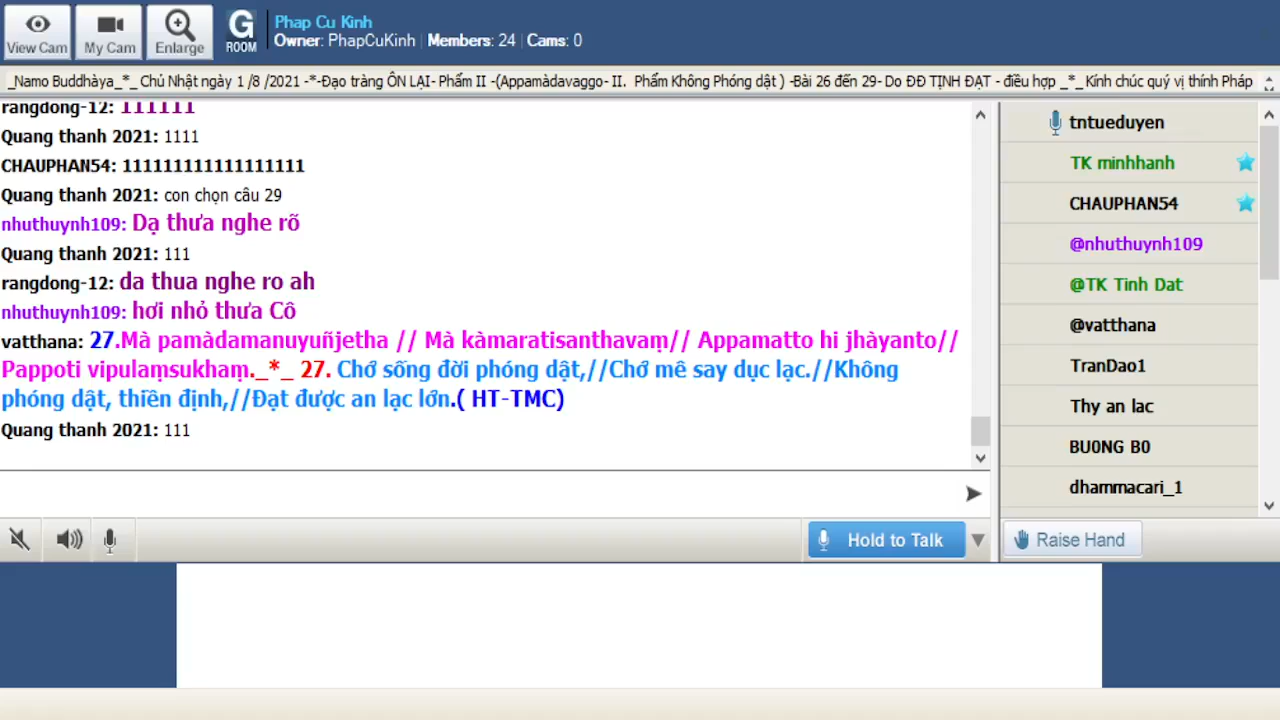 View Cam
My Cam
Enlarge
G
ROOM
Phap Cu Kinh
Owner: PhapCuKinh | Members: 24 | Cams: 0
_Namo Buddhàya_*_ Chủ Nhật ngày 1 /8 /2021 -*-Đạo tràng ÔN LẠI- Phẩm II -(Appamàdavaggo- II. Phẩm Không Phóng dật ) -Bài 26 đến 29- Do ĐĐ TỊNH ĐẠT - điều hợp _*_ Kính chúc quý vị thính Pháp
rangdong-12: 111111
Quang thanh 2021: 1111
CHAUPHAN54: 111111111111111111
Quang thanh 2021: con chọn câu 29
nhuthuynh109: Dạ thưa nghe rõ
Quang thanh 2021: 111
rangdong-12: da thua nghe ro ah
nhuthuynh109: hơi nhỏ thưa Cô
vatthana: 27.Mà pamàdamanuyuñjetha // Mà kàmaratisanthavaṃ// Appamatto hi jhàyanto//
Pappoti vipulaṃsukhaṃ._*_ 27. Chớ sống đời phóng dật,//Chớ mê say dục lạc.//Không
phóng dật, thiền định,//Đạt được an lạc lớn.( HT-TMC)
Quang thanh 2021: 111
tntueduyen
TK minhhanh
CHAUPHAN54
@nhuthuynh109
@TK Tinh Dat
@vatthana
TranDao1
Thy an lac
BU0NG B0
dhammacari_1
Hold to Talk
Raise Hand